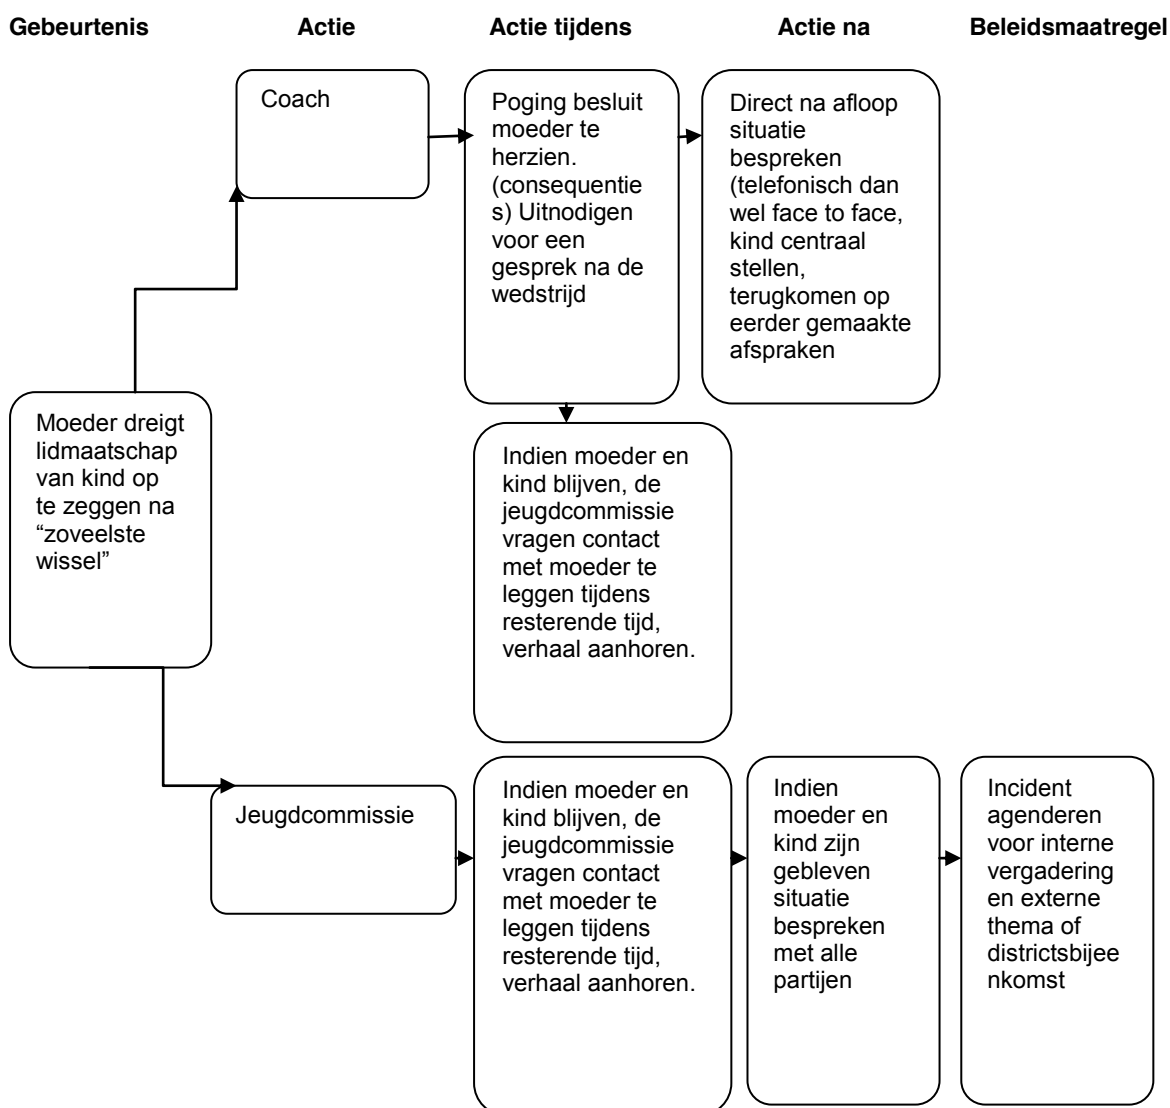 Gebeurtenis Actie Actie tijdens Actie na Beleidsmaatregel
Coach
Poging besluit
moeder te
herzien.
(consequentie
s) Uitnodigen
voor een
gesprek na de
wedstrijd
Direct na afloop
situatie
bespreken
(telefonisch dan
wel face to face,
kind centraal
stellen,
terugkomen op
eerder gemaakte
afspraken
Moeder dreigt
lidmaatschap
van kind op
te zeggen na
“zoveelste
wissel”
Indien moeder en
kind blijven, de
jeugdcommissie
vragen contact
met moeder te
leggen tijdens
resterende tijd,
verhaal aanhoren.
Jeugdcommissie
Indien moeder en
kind blijven, de
jeugdcommissie
vragen contact
met moeder te
leggen tijdens
resterende tijd,
verhaal aanhoren.
Indien
moeder en
kind zijn
gebleven
situatie
bespreken
met alle
partijen
Incident
agenderen
voor interne
vergadering
en externe
thema of
districtsbijee
nkomst